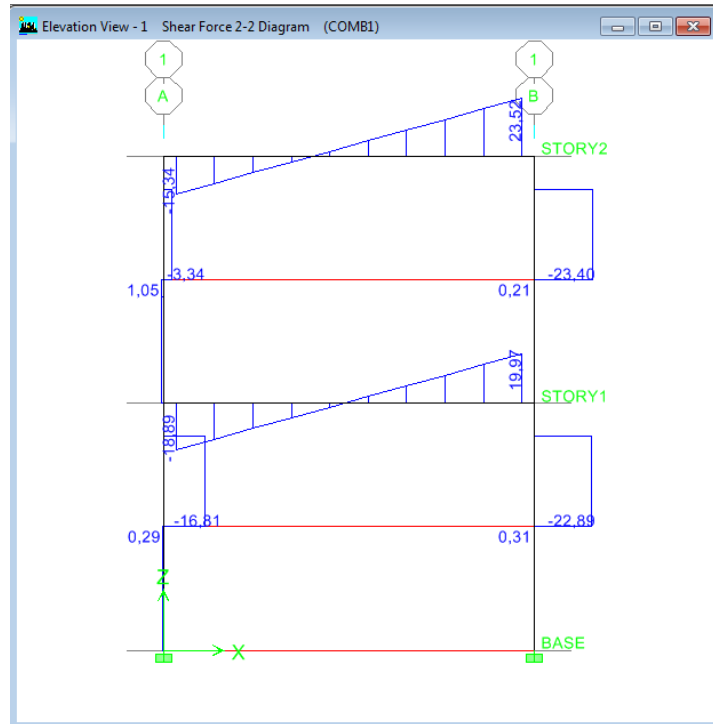 Elevation View - 1 Shear Force 2-2 Diagram (COMB1)
1
1
A
B
23,52
STORY2
-15,34
-3,34
-23,40
1,05
0,21
19,97
STORY1
-18,89
-16,81
-22,89
0,29
0,31
Z
BASE
X